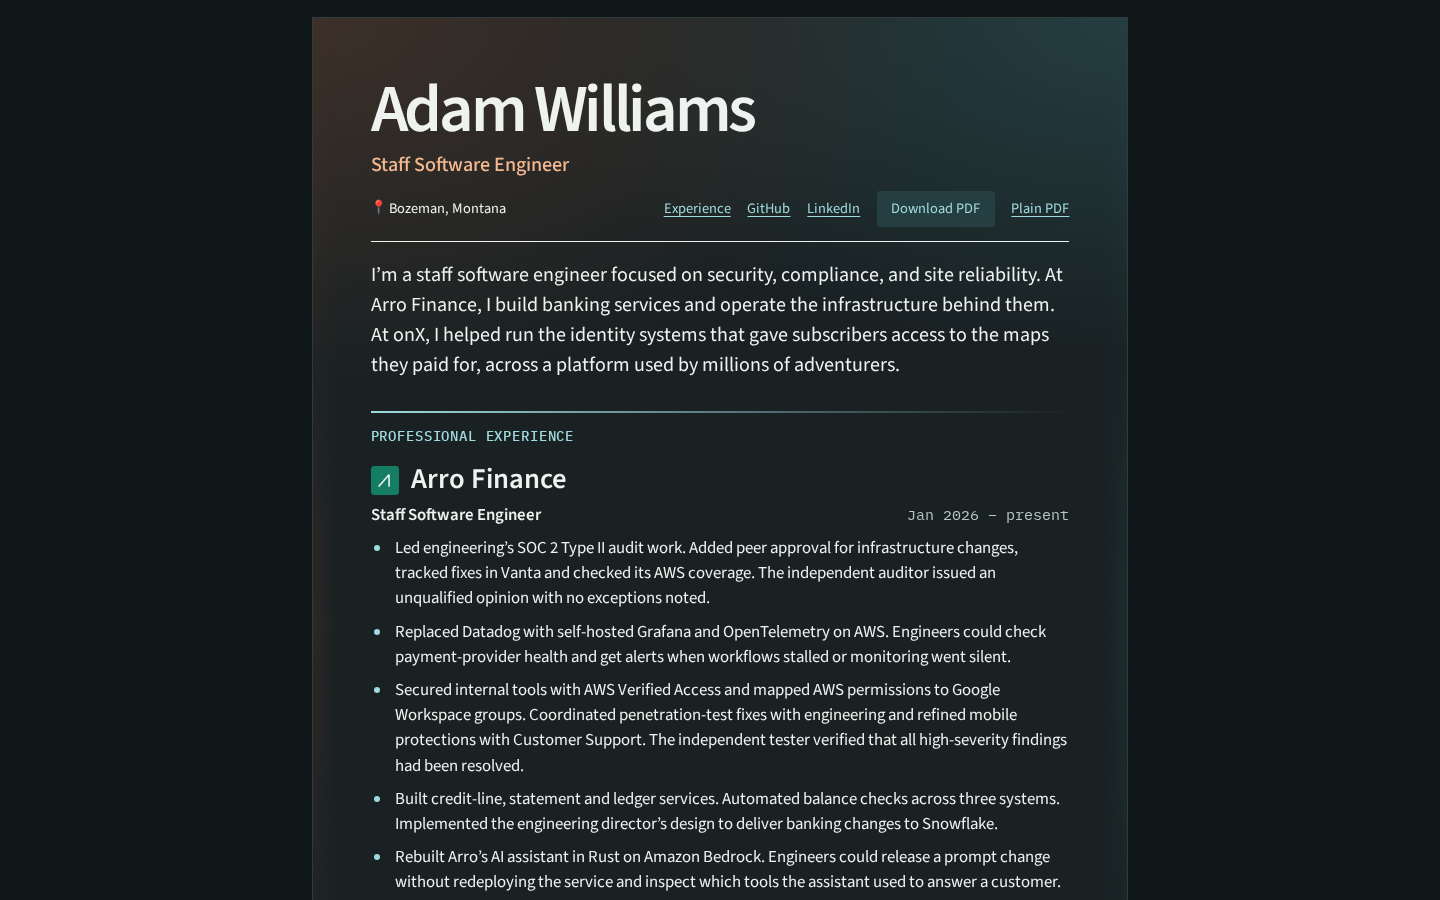 Adam Williams
Staff Software Engineer
📍 Bozeman, Montana
Experience GitHub LinkedIn Download PDF Plain PDF
I’m a staff software engineer focused on security, compliance, and site reliability. At
Arro Finance, I build banking services and operate the infrastructure behind them.
At onX, I helped run the identity systems that gave subscribers access to the maps
they paid for, across a platform used by millions of adventurers.
PROFESSIONAL EXPERIENCE
Arro Finance
Staff Software Engineer
Jan 2026 – present
• Led engineering’s SOC 2 Type II audit work. Added peer approval for infrastructure changes,
tracked fixes in Vanta and checked its AWS coverage. The independent auditor issued an
unqualified opinion with no exceptions noted.
• Replaced Datadog with self-hosted Grafana and OpenTelemetry on AWS. Engineers could check
payment-provider health and get alerts when workflows stalled or monitoring went silent.
• Secured internal tools with AWS Verified Access and mapped AWS permissions to Google
Workspace groups. Coordinated penetration-test fixes with engineering and refined mobile
protections with Customer Support. The independent tester verified that all high-severity findings
had been resolved.
• Built credit-line, statement and ledger services. Automated balance checks across three systems.
Implemented the engineering director’s design to deliver banking changes to Snowflake.
• Rebuilt Arro’s AI assistant in Rust on Amazon Bedrock. Engineers could release a prompt change
without redeploying the service and inspect which tools the assistant used to answer a customer.